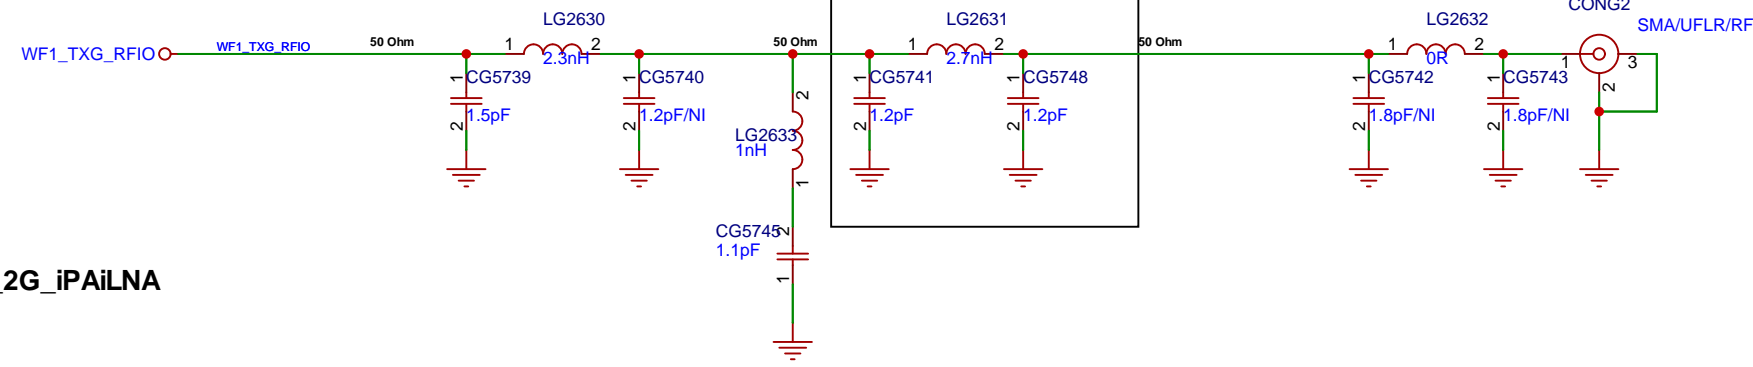 CONG2
LG2630
LG2631
LG2632
SMA/UFLR/RF
WF1_TXG_RFIO
WF1_TXG_RFIO
50 Ohm
1
2
2.3nH
50 Ohm
1
2
2.7nH
50 Ohm
1
2
0R
1
3
2
1
CG5739
1.5pF
2
1
CG5740
1.2pF/NI
2
2
LG2633
1nH
1
1
CG5741
1.2pF
2
1
CG5748
1.2pF
2
1
CG5742
1.8pF/NI
2
1
CG5743
1.8pF/NI
2
CG5745
2
1.1pF
1
_2G_iPAiLNA